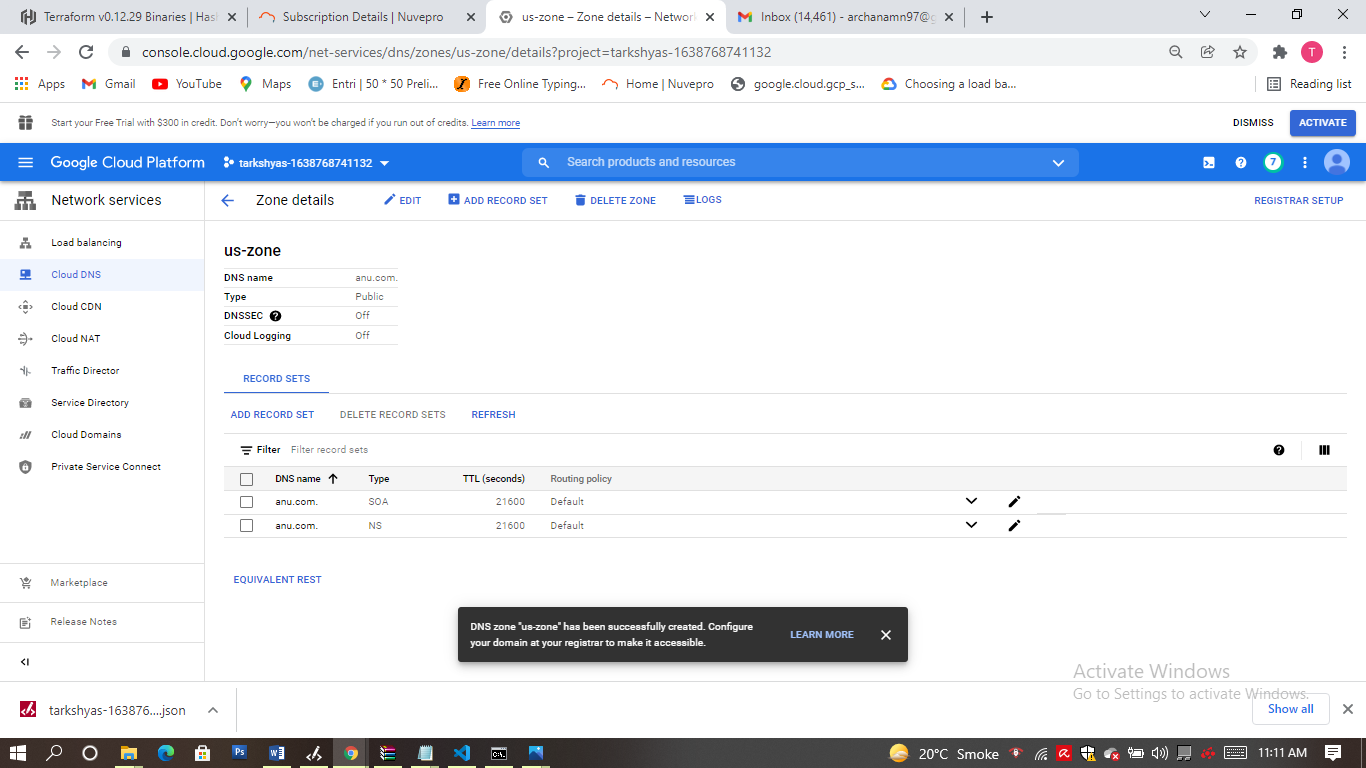 Terraform v0.12.29 Binaries | Has
Subscription Details | Nuvepro
us-zone – Zone details – Network
Inbox (14,461) - archanamn97@g
console.cloud.google.com/net-services/dns/zones/us-zone/details?project=tarkshyas-1638768741132
T
Apps
Gmail
YouTube
Maps
Entri | 50 * 50 Preli...
Free Online Typing...
Home | Nuvepro
google.cloud.gcp_s...
Choosing a load ba...
Reading list
Start your Free Trial with $300 in credit. Don't worry—you won't be charged if you run out of credits. Learn more
DISMISS
ACTIVATE
Google Cloud Platform
tarkshyas-1638768741132
Search products and resources
7
Network services
Zone details
EDIT
ADD RECORD SET
DELETE ZONE
LOGS
REGISTRAR SETUP
Load balancing
Cloud DNS
Cloud CDN
Cloud NAT
Traffic Director
Service Directory
Cloud Domains
Private Service Connect
Marketplace
Release Notes
us-zone
DNS name anu.com.
Type Public
DNSSEC Off
Cloud Logging Off
RECORD SETS
ADD RECORD SET DELETE RECORD SETS REFRESH
Filter Filter record sets
DNS name Type TTL (seconds) Routing policy
anu.com. SOA 21600 Default
anu.com. NS 21600 Default
EQUIVALENT REST
DNS zone "us-zone" has been successfully created. Configure
your domain at your registrar to make it accessible.
LEARN MORE
Activate Windows
Go to Settings to activate Windows.
tarkshyas-163876....json
Show all
Ps
W
20°C Smoke
11:11 AM